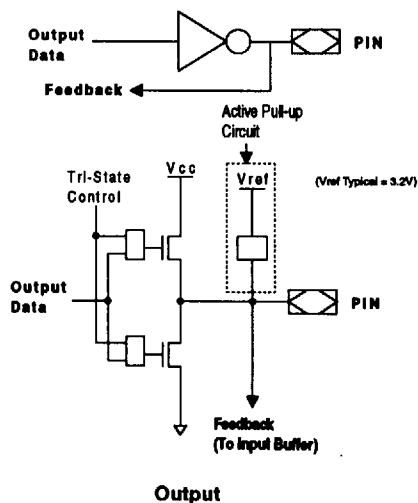 Output
Data
PIN
Feedback
Active Pull-up
Circuit
Vcc
Vref
(Vref Typical = 3.2V)
Tri-State
Control
Output
Data
PIN
Feedback
(To Input Buffer)
Output